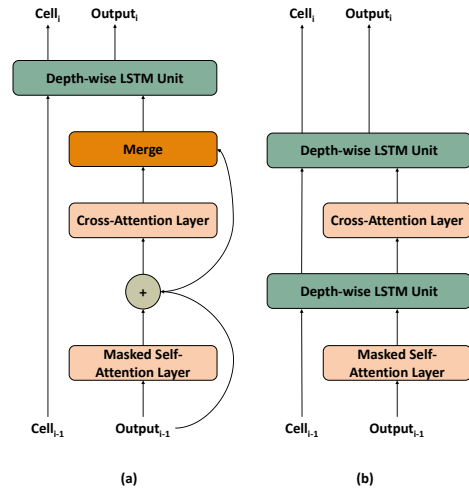 Cell_i Output_i
Depth-wise LSTM Unit
Merge
Cross-Attention Layer
+
Masked Self-
Attention Layer
Cell_i-1 Output_i-1
(a)
Cell_i Output_i
Depth-wise LSTM Unit
Cross-Attention Layer
Depth-wise LSTM Unit
Masked Self-
Attention Layer
Cell_i-1 Output_i-1
(b)